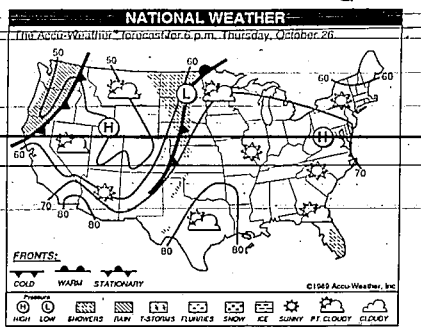 NATIONAL WEATHER
The Accu-Weather® forecast for 6 p.m. Thursday, October 26.
50 50 60 60
L
H H
60
70
70 80 80
80 80
FRONTS:
COLD WARM STATIONARY
©1989 Accu-Weather, Inc.
Pressure
H L
HIGH LOW SHOWERS RAIN T-STORMS FLURRIES SNOW ICE SUNNY PT. CLOUDY CLOUDY